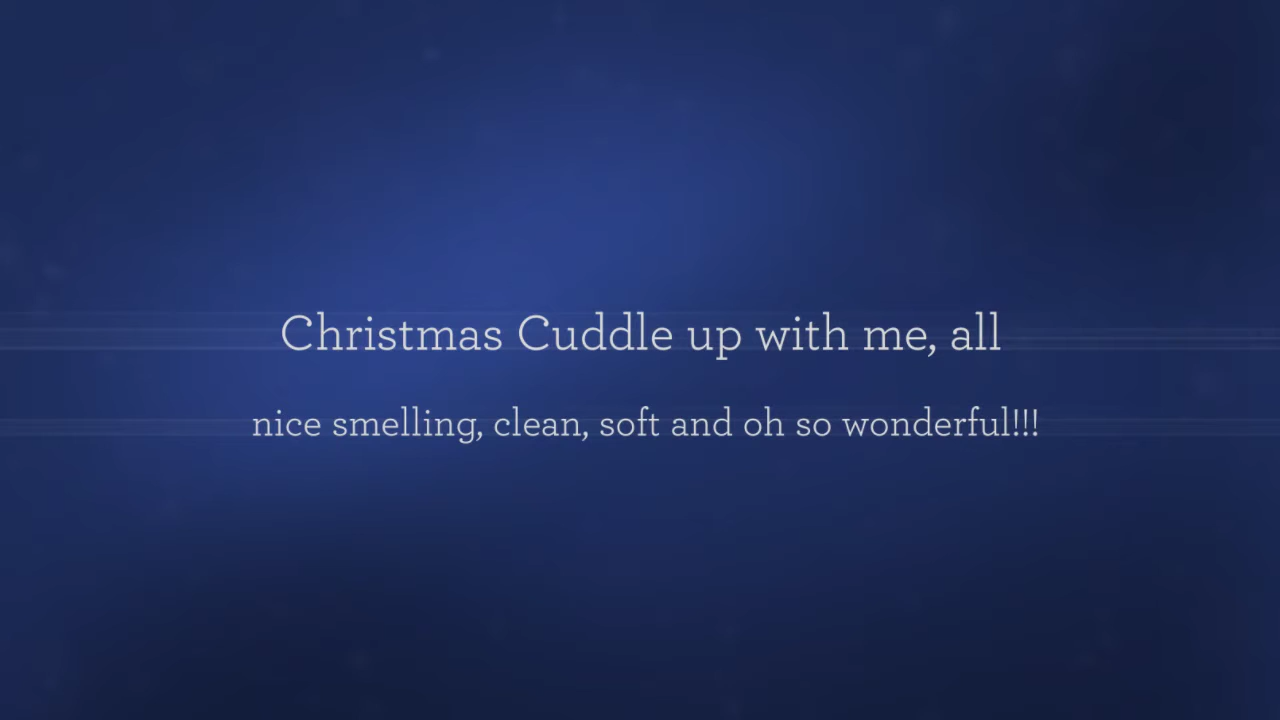 Christmas Cuddle up with me, all
nice smelling, clean, soft and oh so wonderful!!!